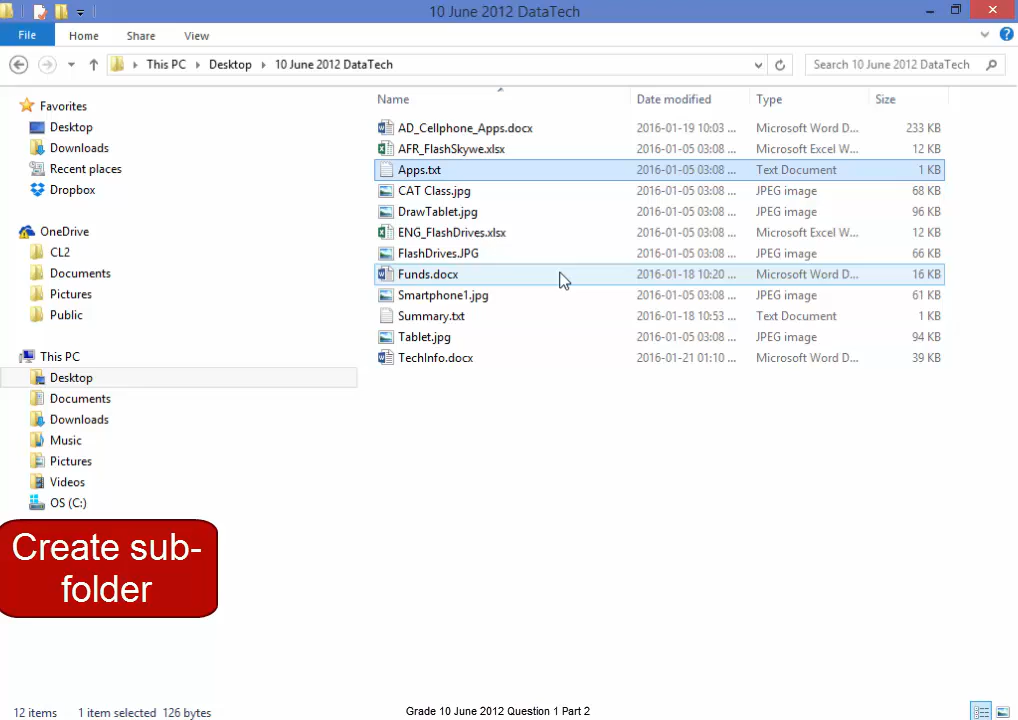 10 June 2012 DataTech
File Home Share View
This PC Desktop 10 June 2012 DataTech Search 10 June 2012 DataTech
Name Date modified Type Size
Favorites
Desktop
Downloads
Recent places
Dropbox
OneDrive
CL2
Documents
Pictures
Public
This PC
Desktop
Documents
Downloads
Music
Pictures
Videos
OS (C:)
AD_Cellphone_Apps.docx 2016-01-19 10:03 ... Microsoft Word D... 233 KB
AFR_FlashSkywe.xlsx 2016-01-05 03:08 ... Microsoft Excel W... 12 KB
Apps.txt 2016-01-05 03:08 ... Text Document 1 KB
CAT Class.jpg 2016-01-05 03:08 ... JPEG image 68 KB
DrawTablet.jpg 2016-01-05 03:08 ... JPEG image 96 KB
ENG_FlashDrives.xlsx 2016-01-05 03:08 ... Microsoft Excel W... 12 KB
FlashDrives.JPG 2016-01-05 03:08 ... JPEG image 66 KB
Funds.docx 2016-01-18 10:20 ... Microsoft Word D... 16 KB
Smartphone1.jpg 2016-01-05 03:08 ... JPEG image 61 KB
Summary.txt 2016-01-18 10:53 ... Text Document 1 KB
Tablet.jpg 2016-01-05 03:08 ... JPEG image 94 KB
TechInfo.docx 2016-01-21 01:10 ... Microsoft Word D... 39 KB
Create sub-
folder
12 items 1 item selected 126 bytes
Grade 10 June 2012 Question 1 Part 2